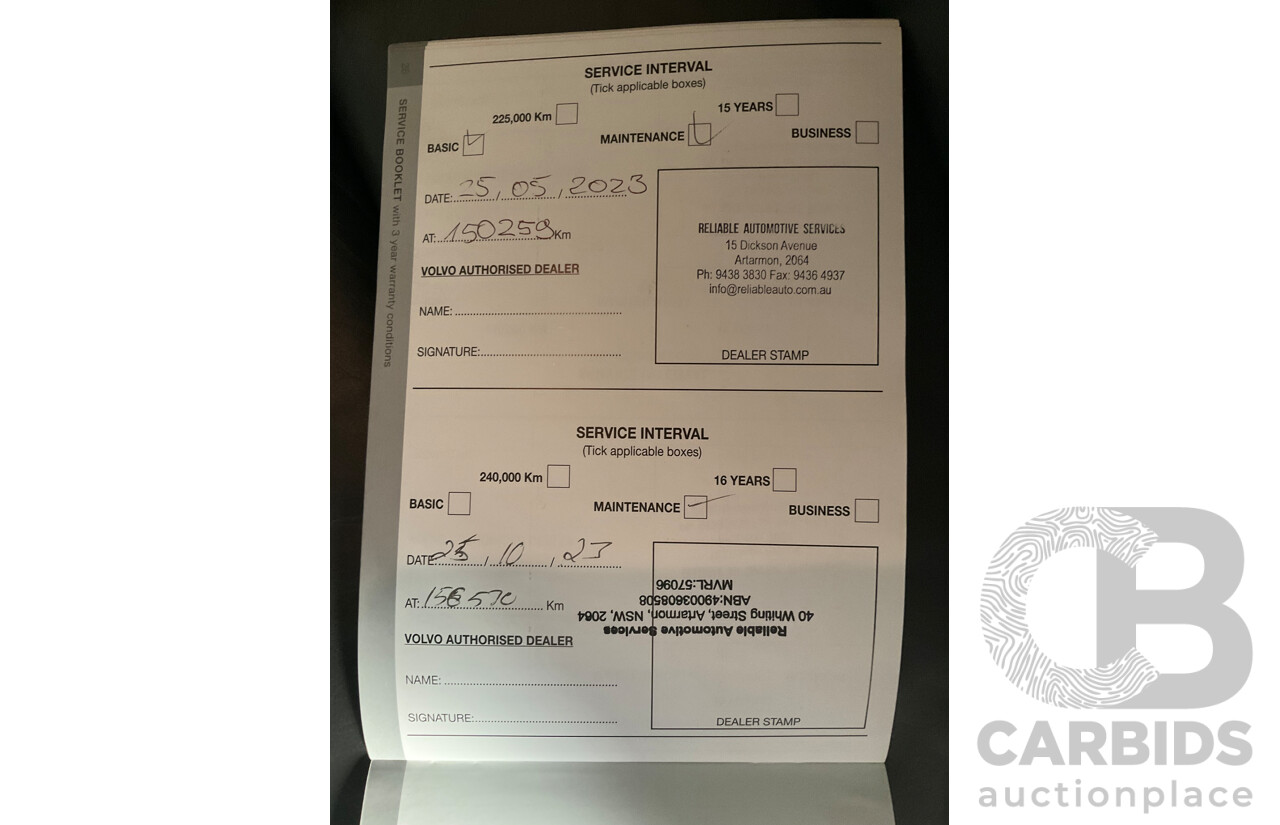 26
SERVICE BOOKLET with 3 year warranty conditions
SERVICE INTERVAL
(Tick applicable boxes)
225,000 Km
15 YEARS
BASIC
MAINTENANCE
BUSINESS
DATE: 25, 05, 2023
AT: 150259 Km
VOLVO AUTHORISED DEALER
NAME:
SIGNATURE:
RELIABLE AUTOMOTIVE SERVICES
15 Dickson Avenue
Artarmon, 2064
Ph: 9438 3830 Fax: 9436 4937
info@reliableauto.com.au
DEALER STAMP
SERVICE INTERVAL
(Tick applicable boxes)
240,000 Km
16 YEARS
BASIC
MAINTENANCE
BUSINESS
DATE 25, 10, 23
AT: 156570 Km
VOLVO AUTHORISED DEALER
NAME:
SIGNATURE:
Reliable Automotive Services
40 Whiting Street, Artarmon, NSW, 2064
ABN:49003608508
MVRL:57096
DEALER STAMP
CB
CARBIDS
auctionplace